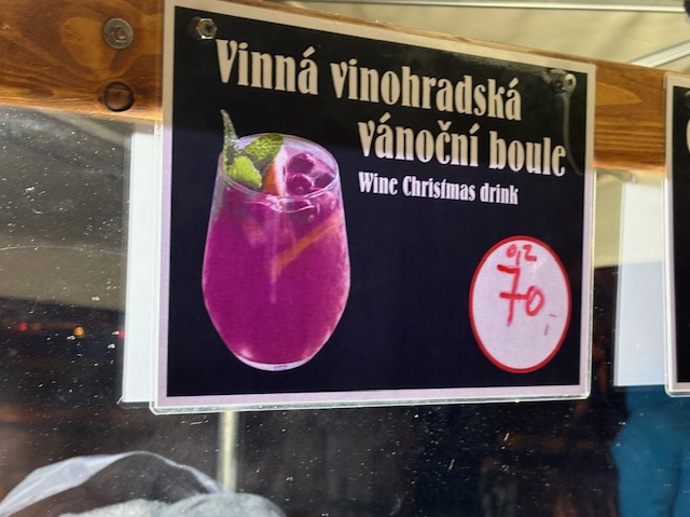 Vinná vinohradská
vánoční boule
Wine Christmas drink
0,2
70,-